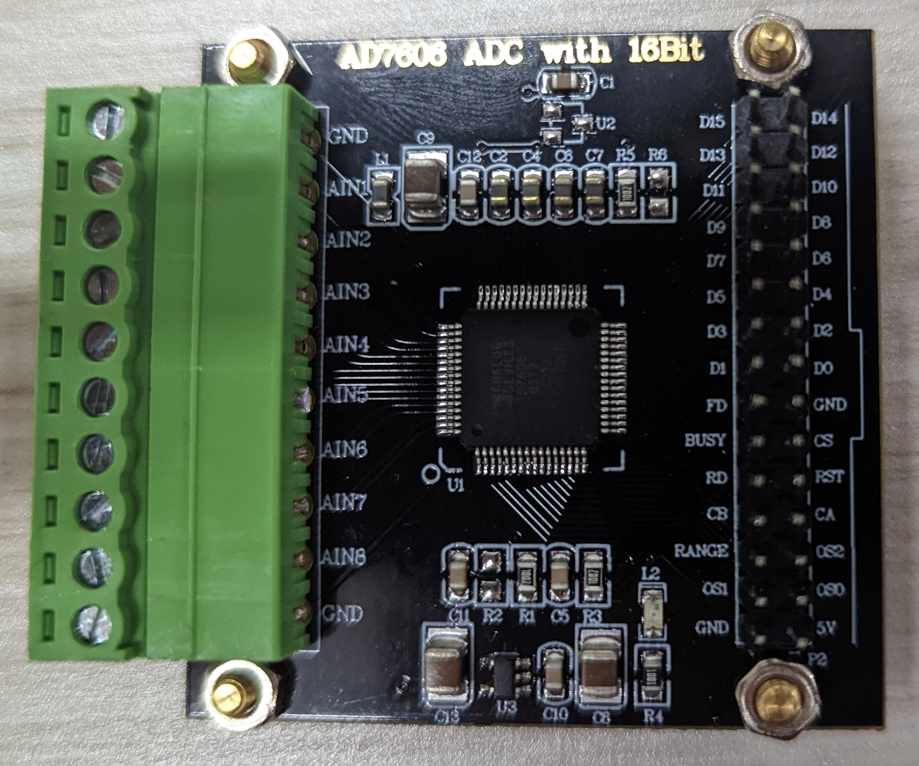 AD7606 ADC with 16Bit
C1
U2
L1
C9
C12
C2
C4
C6
C7
R5
R6
GND
AIN1
AIN2
AIN3
AIN4
AIN5
AIN6
AIN7
AIN8
GND
U1
D15 D14
D13 D12
D11 D10
D9 D8
D7 D6
D5 D4
D3 D2
D1 D0
FD GND
BUSY CS
RD RST
CB CA
RANGE OS2
OS1 OS0
GND 5V
P2
C11
R2
R1
C5
R3
L2
C13
U3
C10
C8
R4